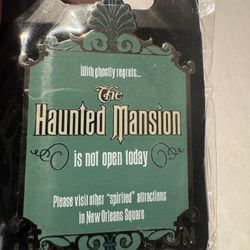 With ghostly regrets...
The
Haunted Mansion
is not open today
Please visit other "spirited" attractions
in New Orleans Square